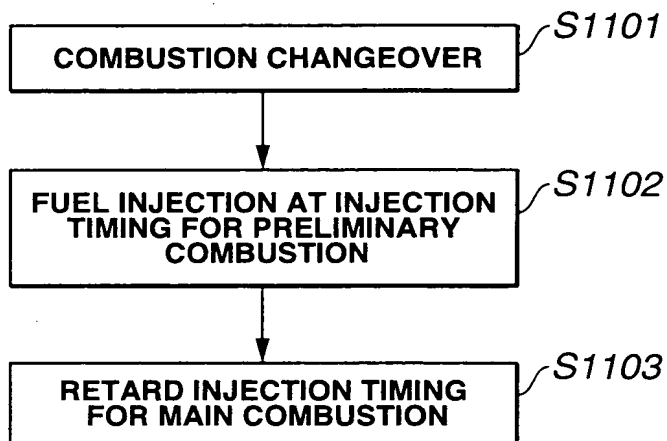 S1101
COMBUSTION CHANGEOVER
S1102
FUEL INJECTION AT INJECTION
TIMING FOR PRELIMINARY
COMBUSTION
S1103
RETARD INJECTION TIMING
FOR MAIN COMBUSTION